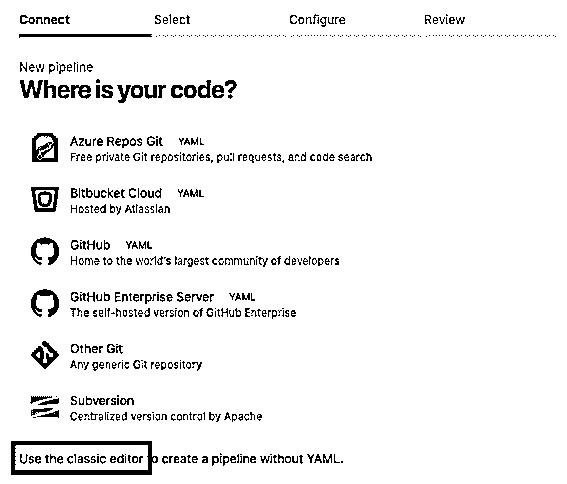 Connect Select Configure Review
New pipeline
Where is your code?
Azure Repos Git YAML
Free private Git repositories, pull requests, and code search
Bitbucket Cloud YAML
Hosted by Atlassian
GitHub YAML
Home to the world's largest community of developers
GitHub Enterprise Server YAML
The self-hosted version of GitHub Enterprise
Other Git
Any generic Git repository
Subversion
Centralized version control by Apache
Use the classic editor to create a pipeline without YAML.